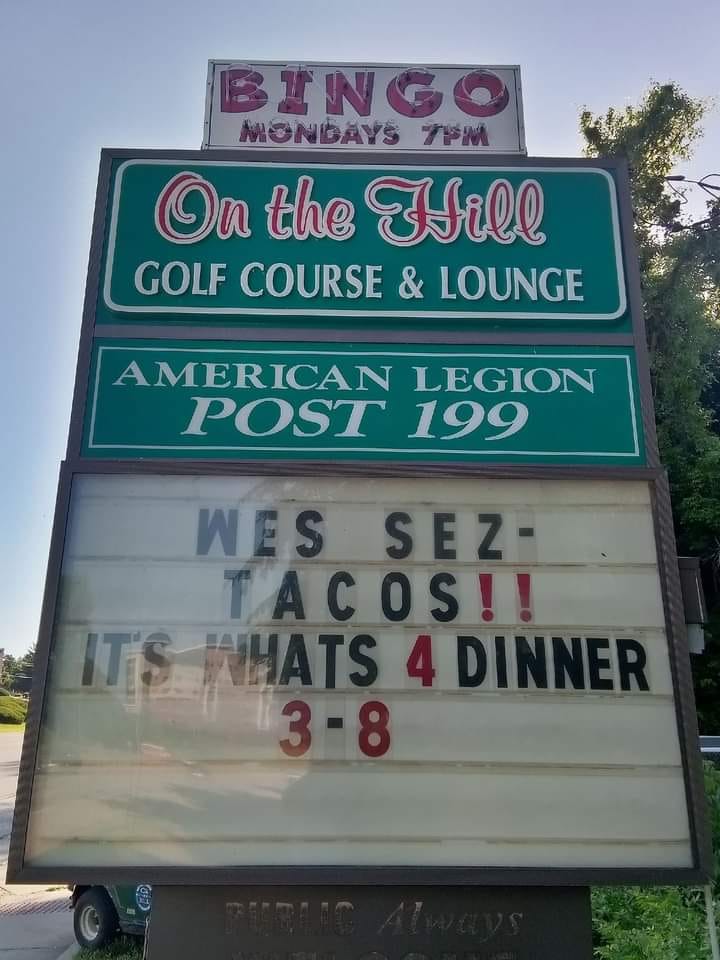 BINGO
MONDAYS 7PM
On the Hill
GOLF COURSE & LOUNGE
AMERICAN LEGION
POST 199
WES SEZ-
TACOS!!
IT'S WHATS 4 DINNER
3-8
PUBLIC Always